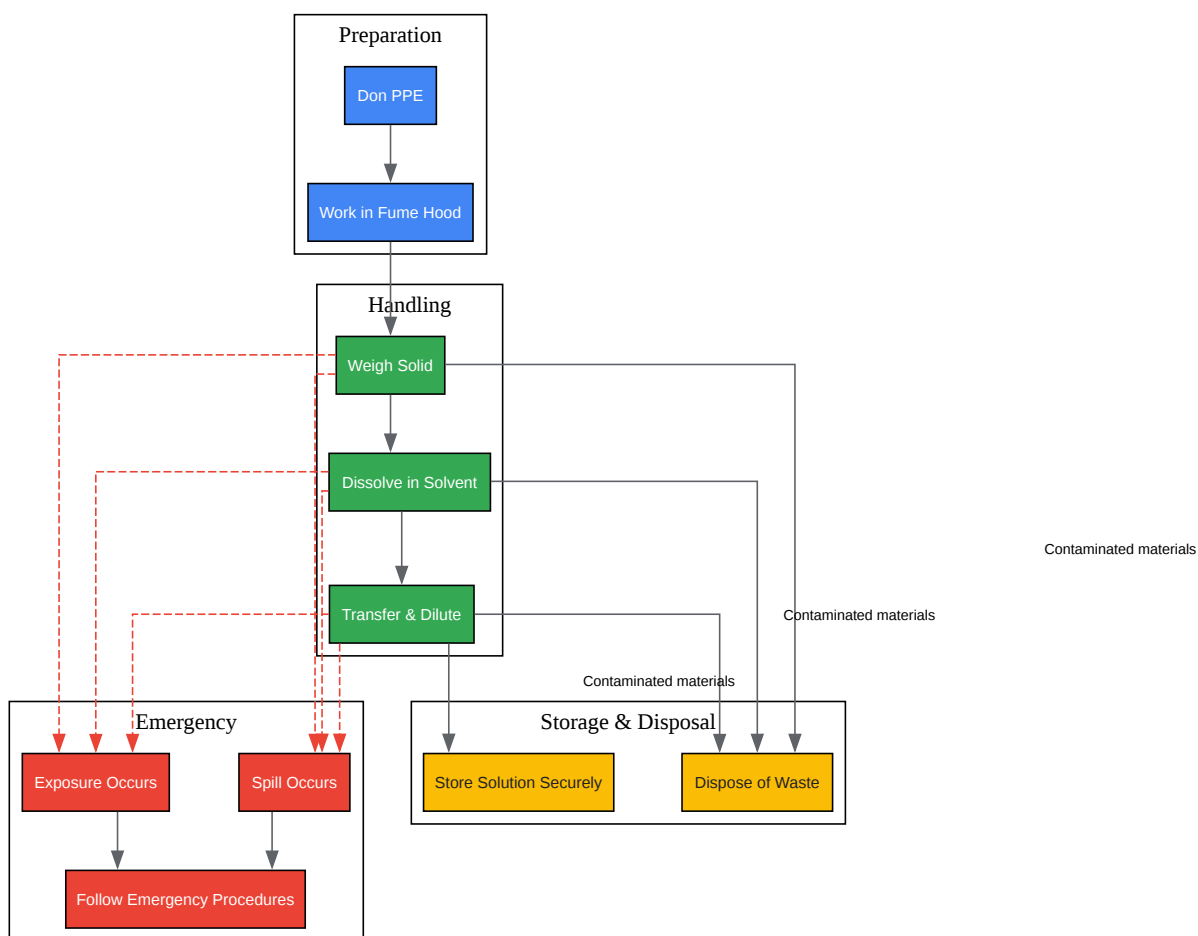 Preparation
Don PPE
Work in Fume Hood
Handling
Weigh Solid
Dissolve in Solvent
Contaminated materials
Transfer & Dilute
Contaminated materials
Contaminated materials
Emergency
Storage & Disposal
Exposure Occurs
Spill Occurs
Store Solution Securely
Dispose of Waste
Follow Emergency Procedures